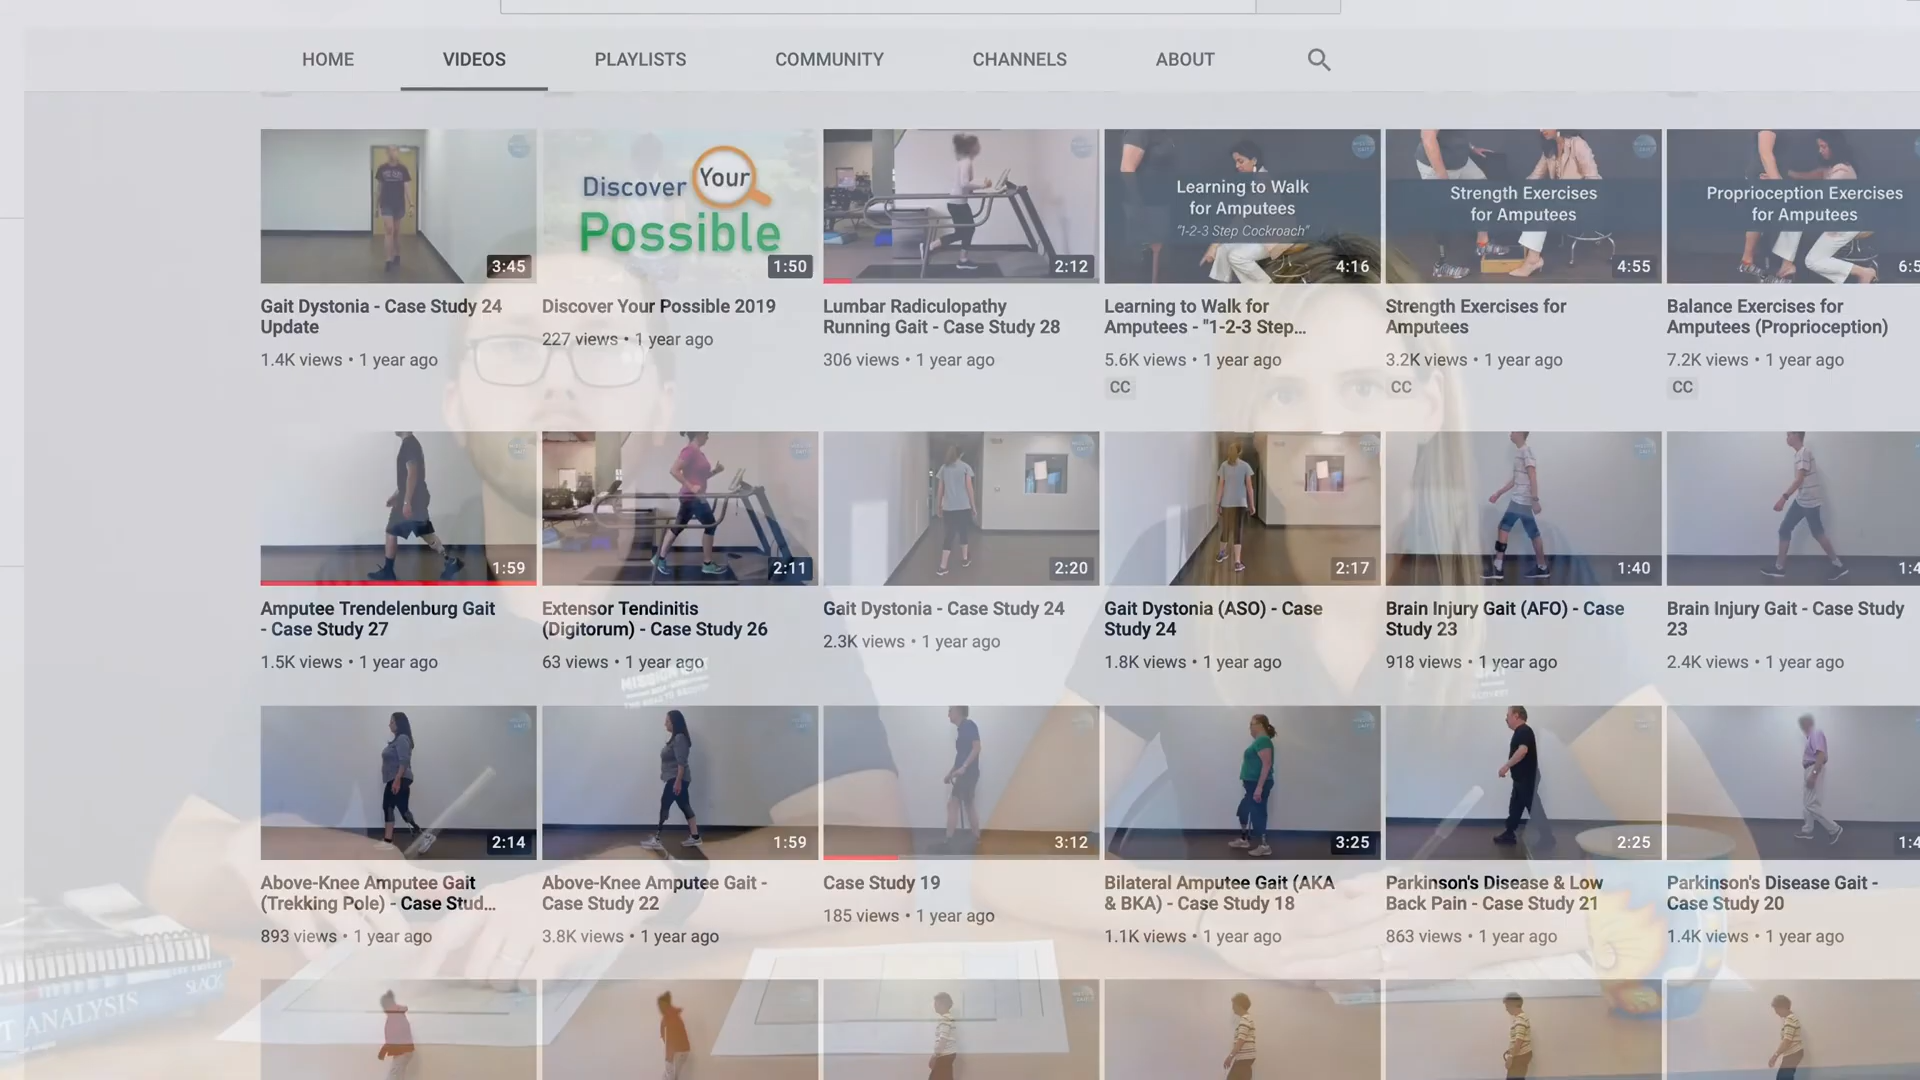 HOME VIDEOS PLAYLISTS COMMUNITY CHANNELS ABOUT
Discover Your
Possible
Learning to Walk
for Amputees
"1-2-3 Step Cockroach"
Strength Exercises
for Amputees
Proprioception Exercises
for Amputees
3:45 1:50 2:12 4:16 4:55 6:5
Gait Dystonia - Case Study 24
Update
1.4K views • 1 year ago
Discover Your Possible 2019
227 views • 1 year ago
Lumbar Radiculopathy
Running Gait - Case Study 28
306 views • 1 year ago
Learning to Walk for
Amputees - "1-2-3 Step...
5.6K views • 1 year ago
CC
Strength Exercises for
Amputees
3.2K views • 1 year ago
CC
Balance Exercises for
Amputees (Proprioception)
7.2K views • 1 year ago
CC
1:59 2:11 2:20 2:17 1:40 1:4
Amputee Trendelenburg Gait
- Case Study 27
1.5K views • 1 year ago
Extensor Tendinitis
(Digitorum) - Case Study 26
63 views • 1 year ago
Gait Dystonia - Case Study 24
2.3K views • 1 year ago
Gait Dystonia (ASO) - Case
Study 24
1.8K views • 1 year ago
Brain Injury Gait (AFO) - Case
Study 23
918 views • 1 year ago
Brain Injury Gait - Case Study
23
2.4K views • 1 year ago
MISSION
2:14 1:59 3:12 3:25 2:25 1:4
Above-Knee Amputee Gait
(Trekking Pole) - Case Stud...
893 views • 1 year ago
Above-Knee Amputee Gait -
Case Study 22
3.8K views • 1 year ago
Case Study 19
185 views • 1 year ago
Bilateral Amputee Gait (AKA
& BKA) - Case Study 18
1.1K views • 1 year ago
Parkinson's Disease & Low
Back Pain - Case Study 21
863 views • 1 year ago
Parkinson's Disease Gait -
Case Study 20
1.4K views • 1 year ago
T ANALYSIS SLACK